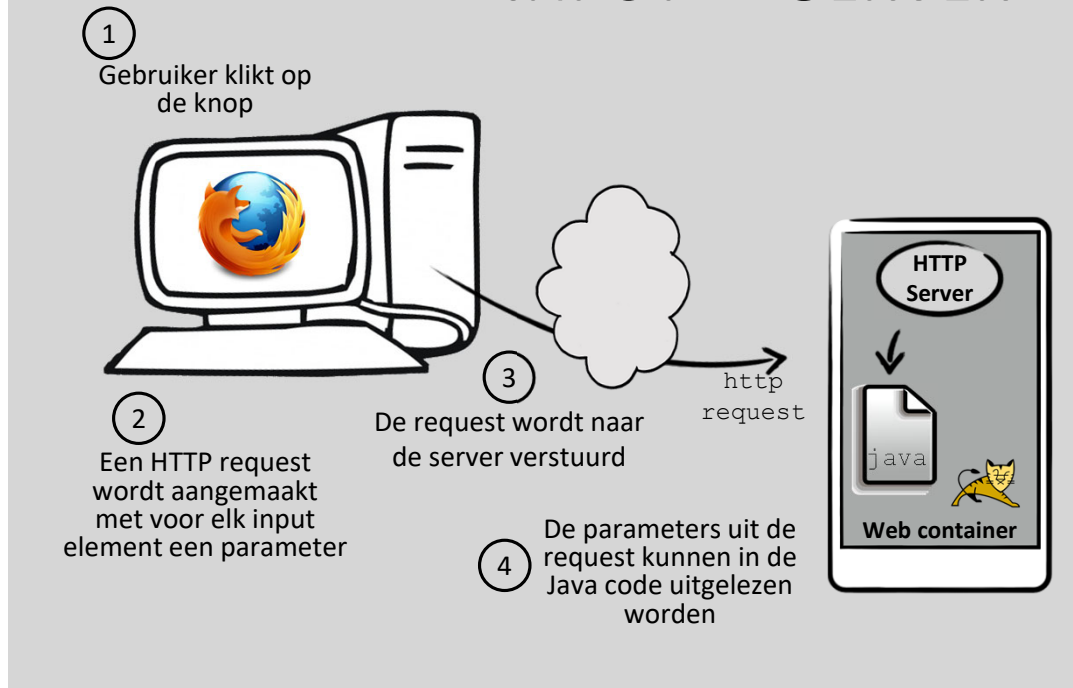 1
Gebruiker klikt op
de knop
HTTP
Server
3
http
request
2
De request wordt naar
de server verstuurd
java
Een HTTP request
wordt aangemaakt
met voor elk input
element een parameter
Web container
4
De parameters uit de
request kunnen in de
Java code uitgelezen
worden